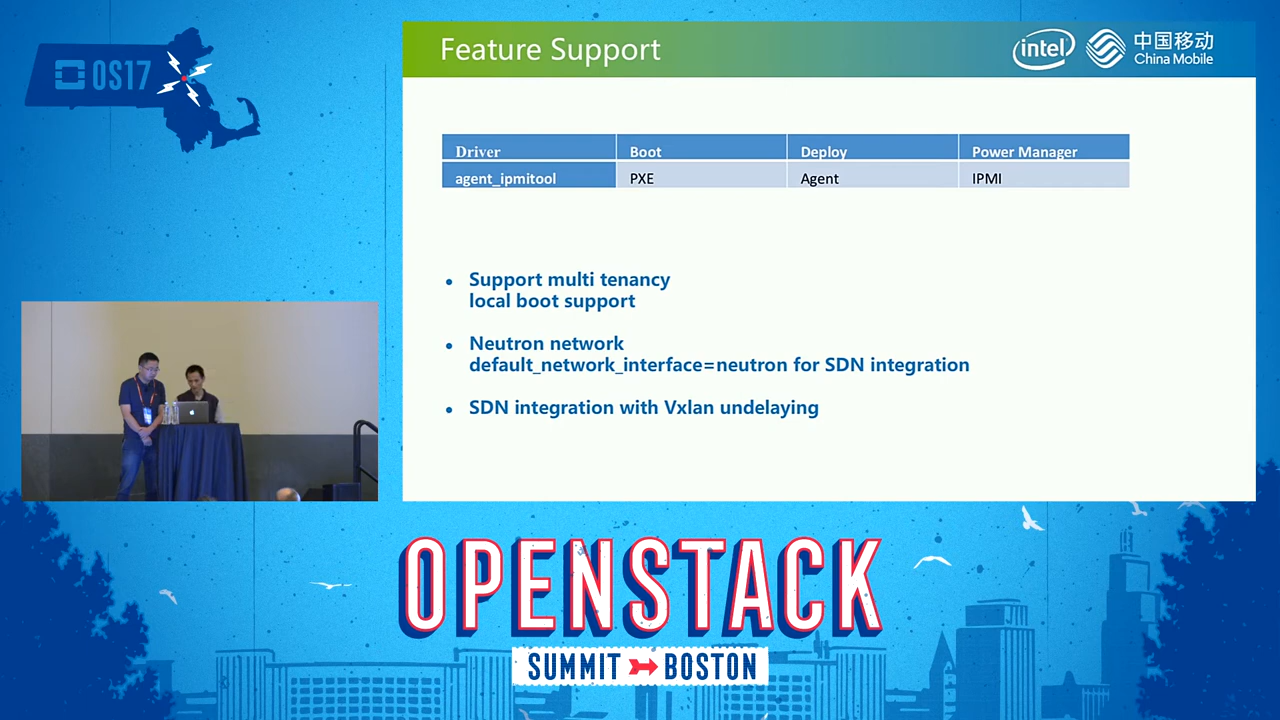 OS17
Feature Support
intel
中国移动
China Mobile
Driver Boot Deploy Power Manager
agent_ipmitool PXE Agent IPMI
Support multi tenancy
local boot support
Neutron network
default_network_interface=neutron for SDN integration
SDN integration with Vxlan undelaying
OPENSTACK
SUMMIT BOSTON